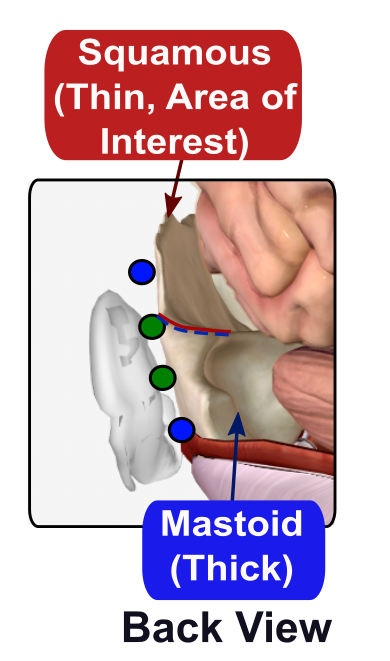 Squamous
(Thin, Area of
Interest)
Mastoid
(Thick)
Back View